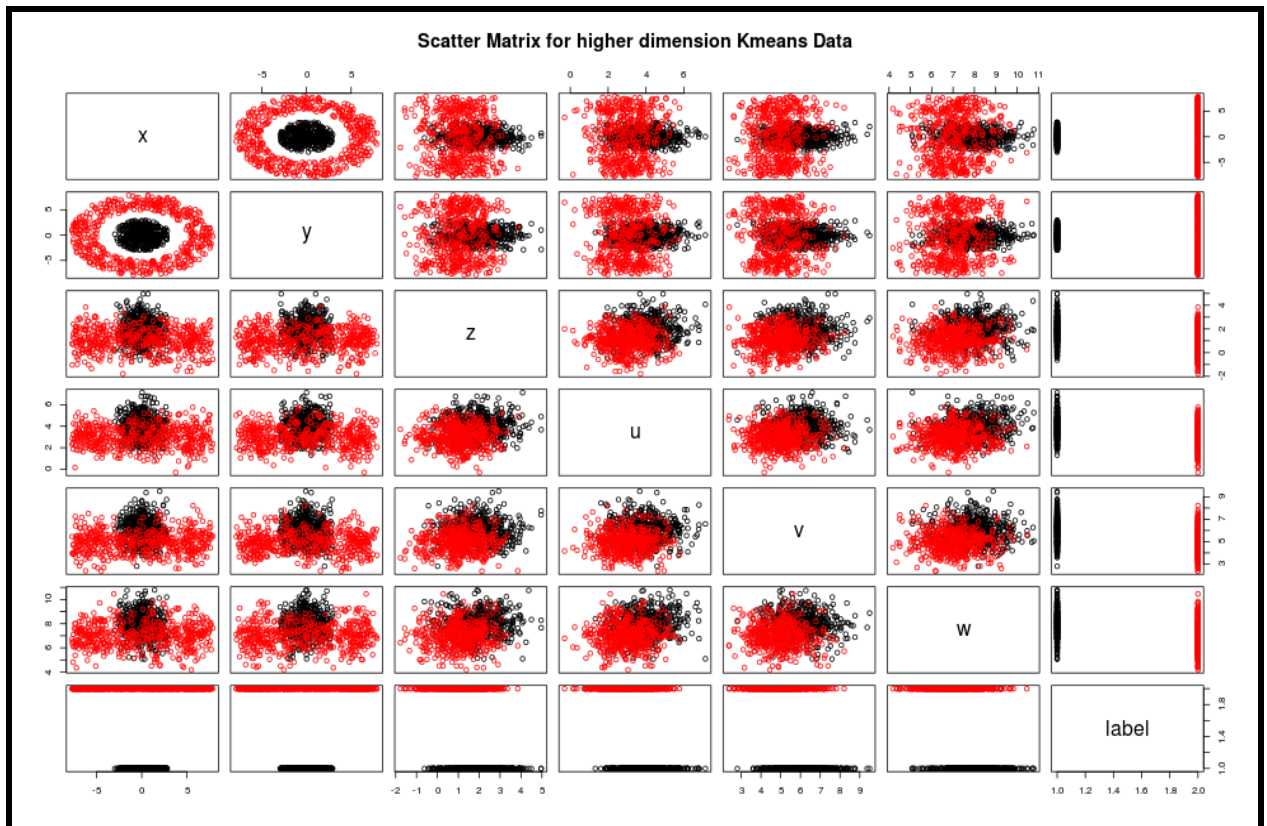 Scatter Matrix for higher dimension Kmeans Data
-5 0 5
0 2 4 6
4 5 6 7 8 9 10 11
x
-5 0 5
-5 0 5
y
z
-2 0 2 4
0 2 4 6
u
v
3 5 7 9
4 6 8 10
w
label
1.0 1.4 1.8
-5 0 5
-2 -1 0 1 2 3 4 5
3 4 5 6 7 8 9
1.0 1.2 1.4 1.6 1.8 2.0